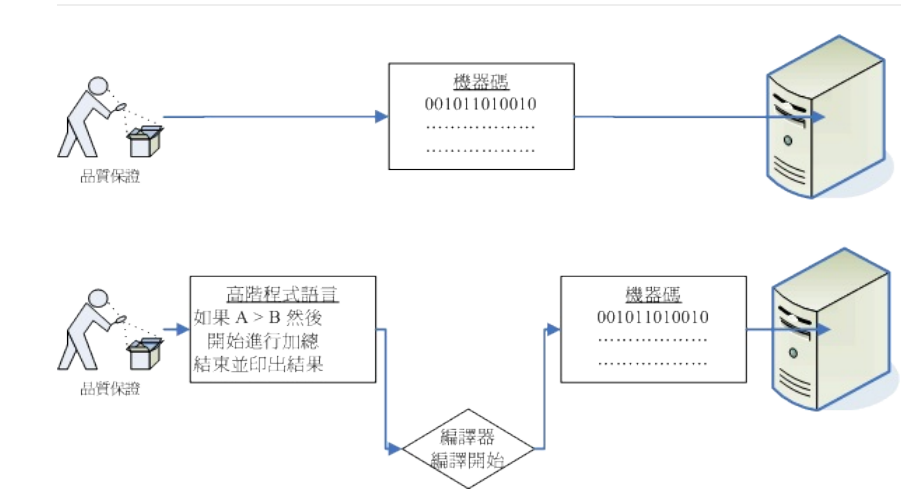 機器碼
001011010010
………………
………………
品質保證
高階程式語言
如果 A > B 然後
開始進行加總
結束並印出結果
機器碼
001011010010
………………
………………
品質保證
編譯器
編譯開始